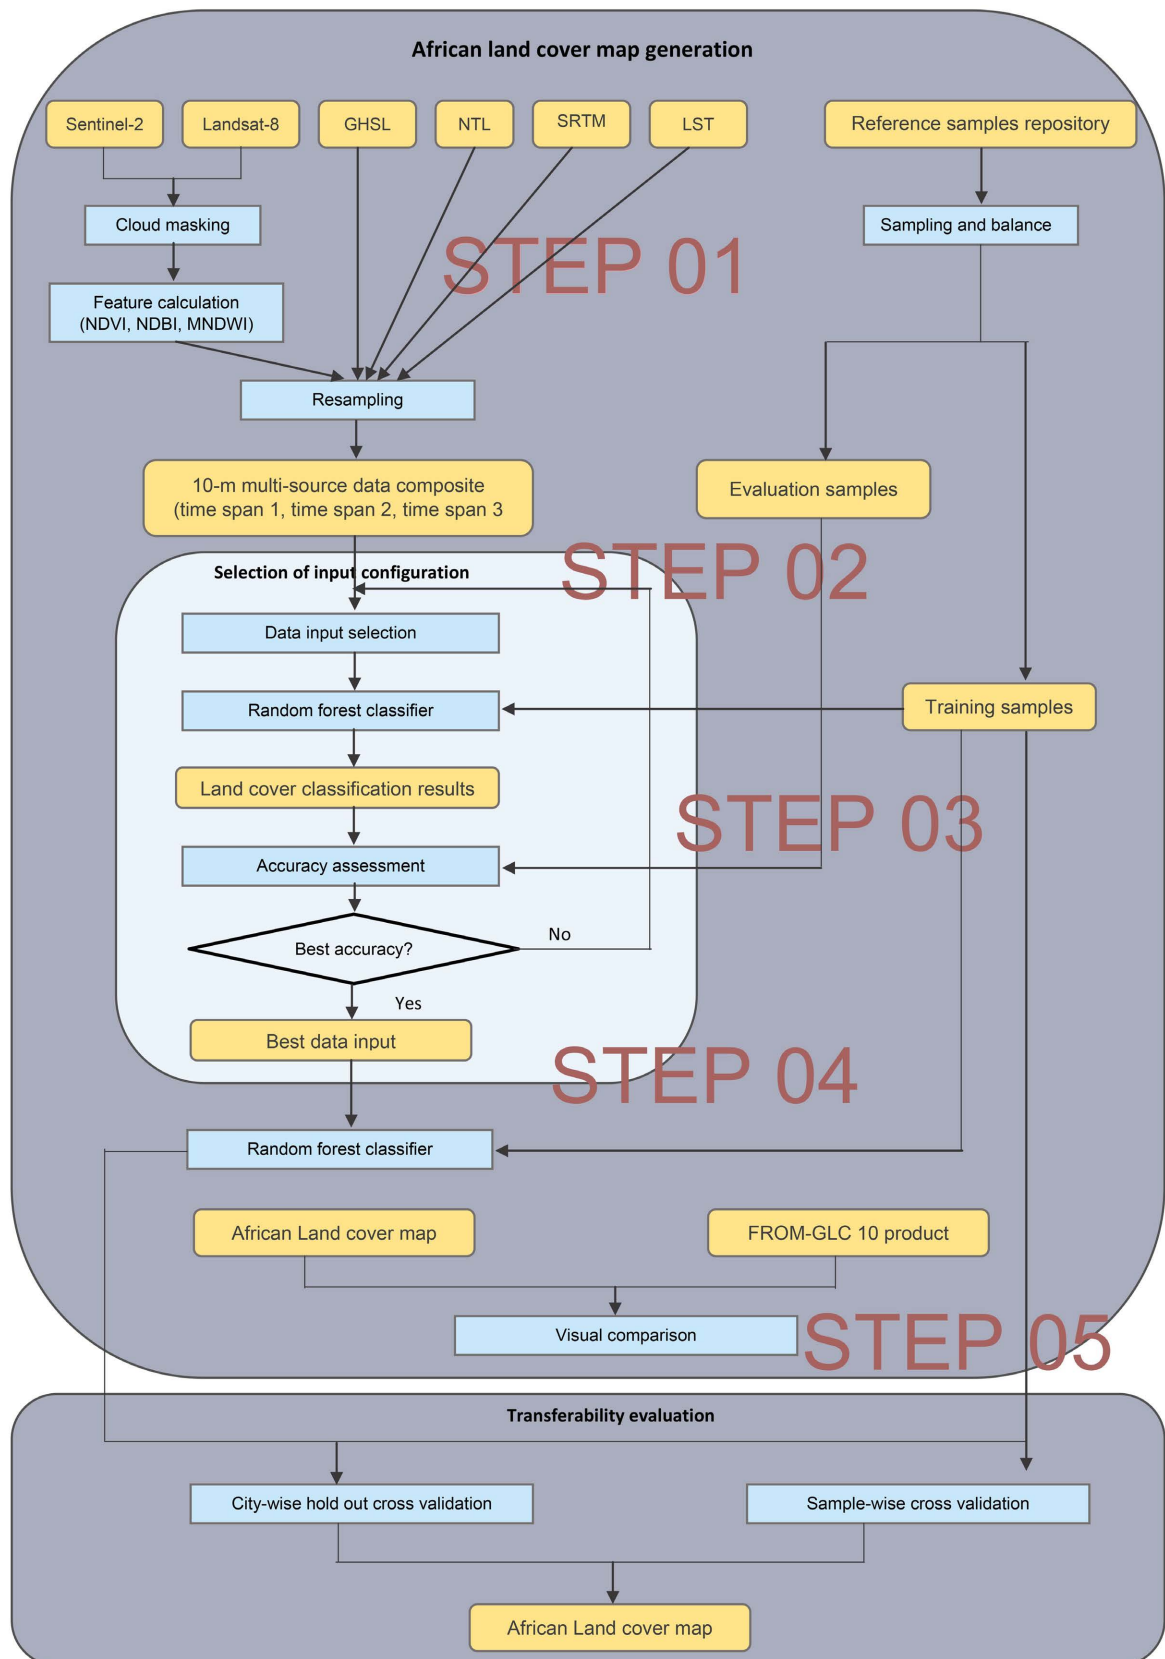 African land cover map generation
Sentinel-2
Landsat-8
GHSL
NTL
SRTM
LST
Reference samples repository
Cloud masking
Sampling and balance
STEP 01
Feature calculation
(NDVI, NDBI, MNDWI)
Resampling
10-m multi-source data composite
(time span 1, time span 2, time span 3
Evaluation samples
STEP 02
Selection of input configuration
Data input selection
Random forest classifier
Training samples
Land cover classification results
STEP 03
Accuracy assessment
Best accuracy?
No
Yes
Best data input
STEP 04
Random forest classifier
African Land cover map
FROM-GLC 10 product
Visual comparison
STEP 05
Transferability evaluation
City-wise hold out cross validation
Sample-wise cross validation
African Land cover map